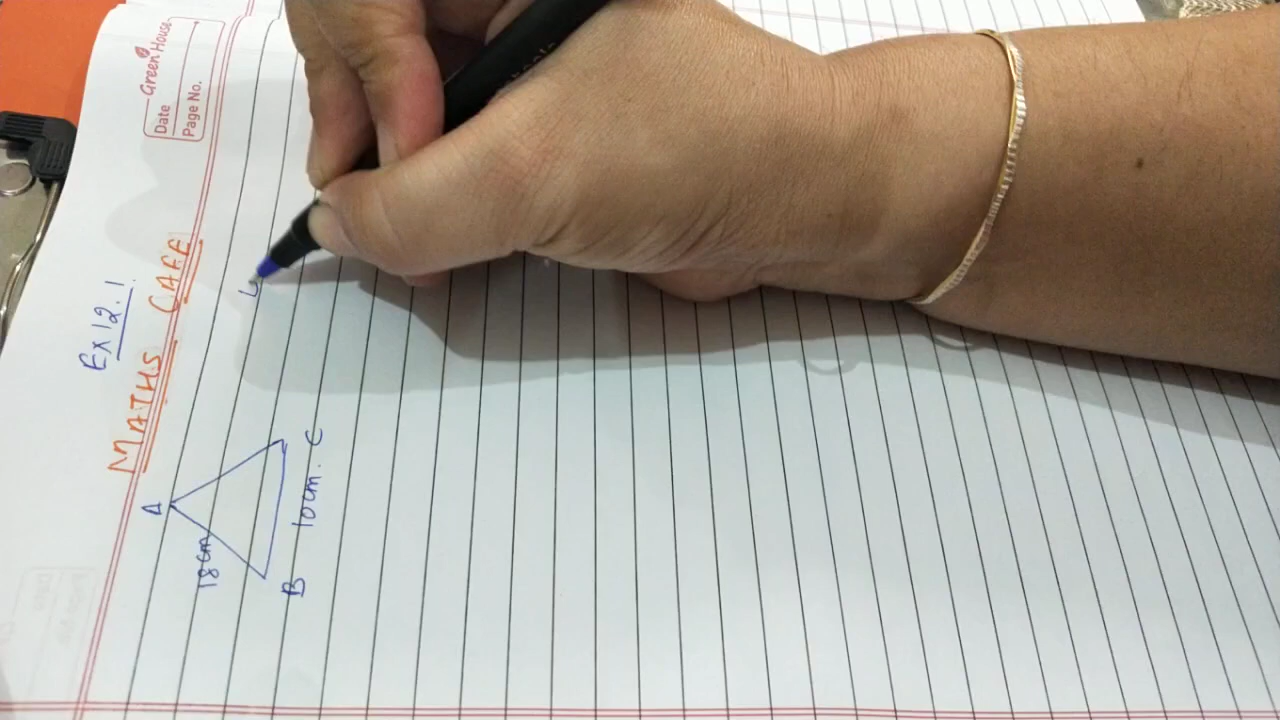 Green House
Date
Page No.
Ex 12.1
MATHS CAFE
A
18cm
B 10cm. C
L